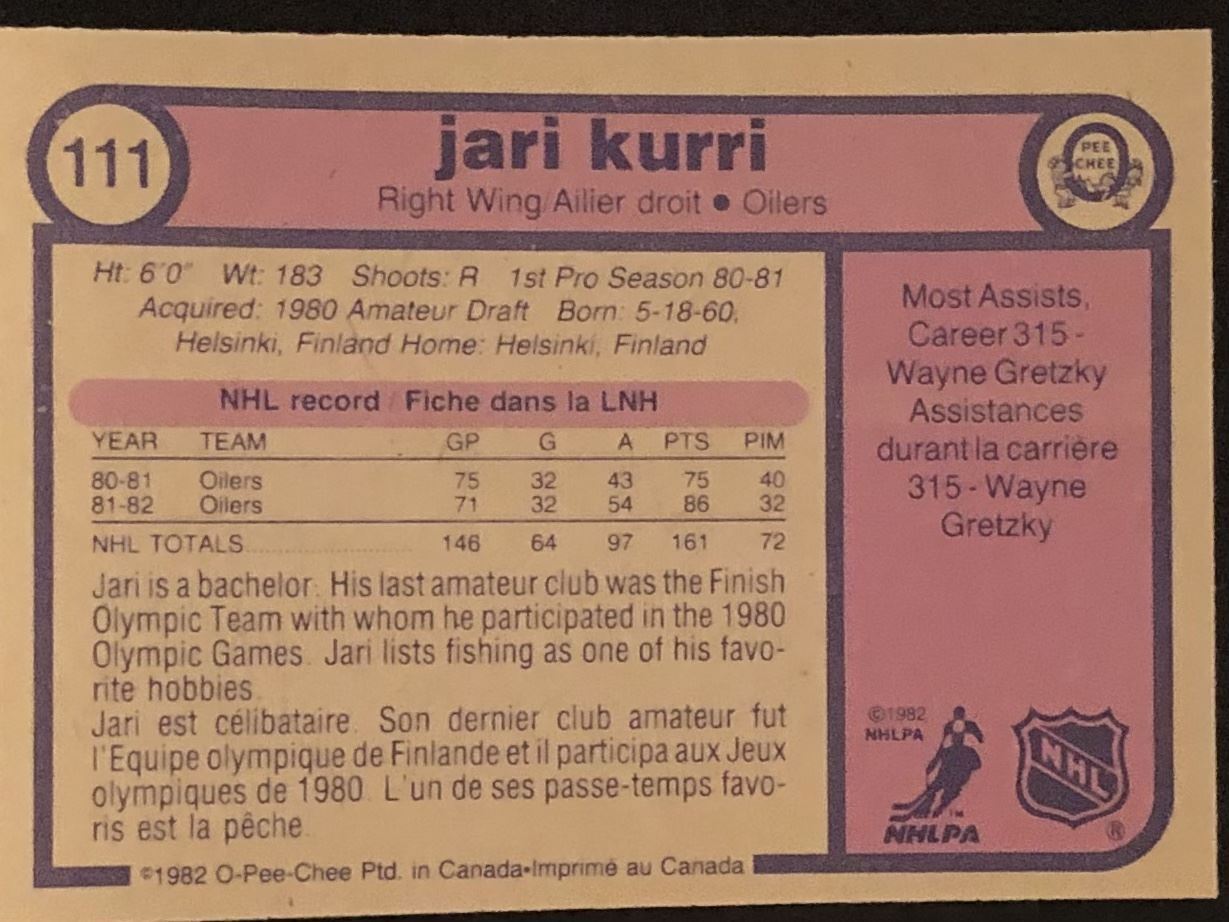 111
jari kurri
Right Wing/Ailier droit • Oilers
O
PEE
CHEE
Ht: 6'0" Wt: 183 Shoots: R 1st Pro Season 80-81
Acquired: 1980 Amateur Draft Born: 5-18-60,
Helsinki, Finland Home: Helsinki, Finland
NHL record / Fiche dans la LNH
YEAR TEAM GP G A PTS PIM
80-81 Oilers 75 32 43 75 40
81-82 Oilers 71 32 54 86 32
NHL TOTALS 146 64 97 161 72
Jari is a bachelor. His last amateur club was the Finish
Olympic Team with whom he participated in the 1980
Olympic Games. Jari lists fishing as one of his favo-
rite hobbies.
Jari est célibataire. Son dernier club amateur fut
l'Equipe olympique de Finlande et il participa aux Jeux
olympiques de 1980. L'un de ses passe-temps favo-
ris est la pêche.
Most Assists,
Career 315 -
Wayne Gretzky
Assistances
durant la carrière
315 - Wayne
Gretzky
©1982
NHLPA
TM
NHLPA
NHL
®
©1982 O-Pee-Chee Ptd. in Canada•Imprimé au Canada